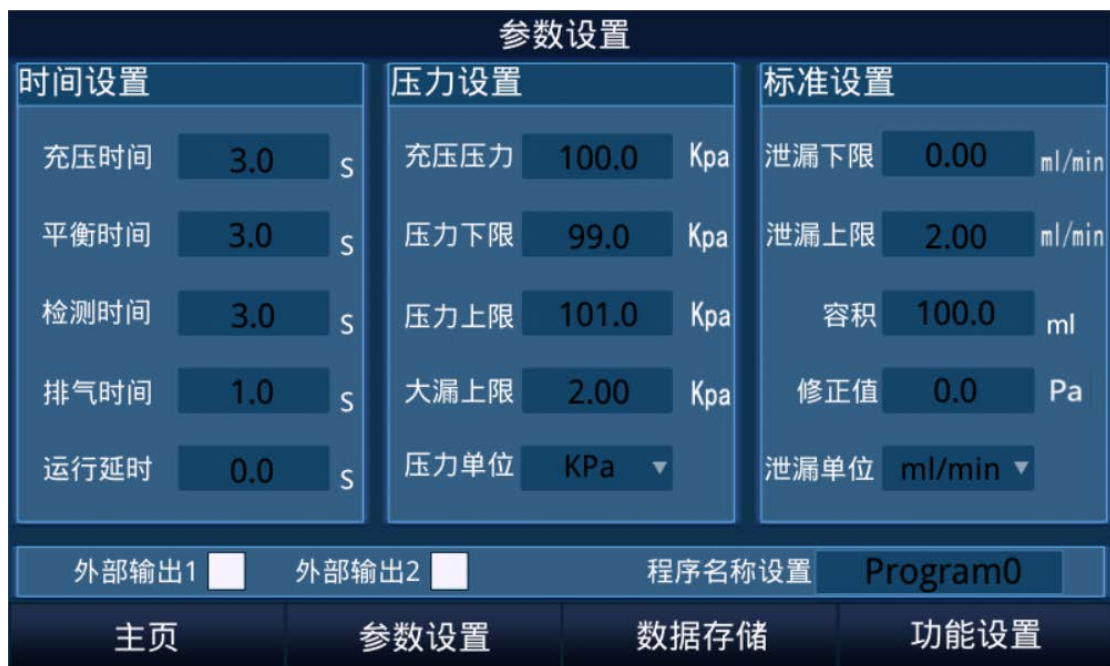 参数设置
时间设置
充压时间 3.0 S
平衡时间 3.0 S
检测时间 3.0 S
排气时间 1.0 S
运行延时 0.0 S
压力设置
充压压力 100.0 Kpa
压力下限 99.0 Kpa
压力上限 101.0 Kpa
大漏上限 2.00 Kpa
压力单位 KPa
标准设置
泄漏下限 0.00 ml/min
泄漏上限 2.00 ml/min
容积 100.0 ml
修正值 0.0 Pa
泄漏单位 ml/min
外部输出1 外部输出2 程序名称设置 Program0
主页 参数设置 数据存储 功能设置